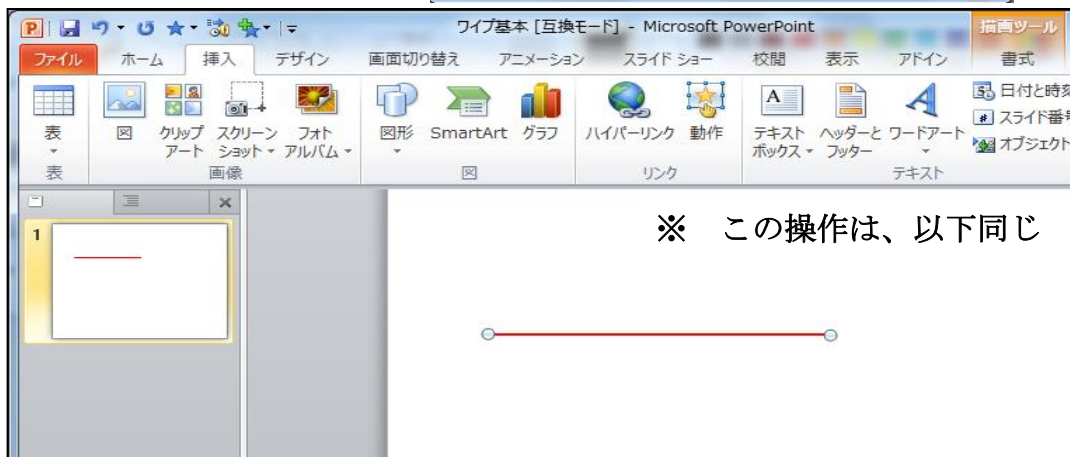 ワイプ基本 [互換モード] - Microsoft PowerPoint
描画ツール
ファイル ホーム 挿入 デザイン 画面切り替え アニメーション スライド ショー 校閲 表示 アドイン 書式
表
図
クリップ アート
スクリーン ショット
フォト アルバム
図形
SmartArt
グラフ
ハイパーリンク
動作
テキスト ボックス
ヘッダーと フッター
ワードアート
日付と時刻
# スライド番号
オブジェクト
表 画像 図 リンク テキスト
1
※ この操作は、以下同じ